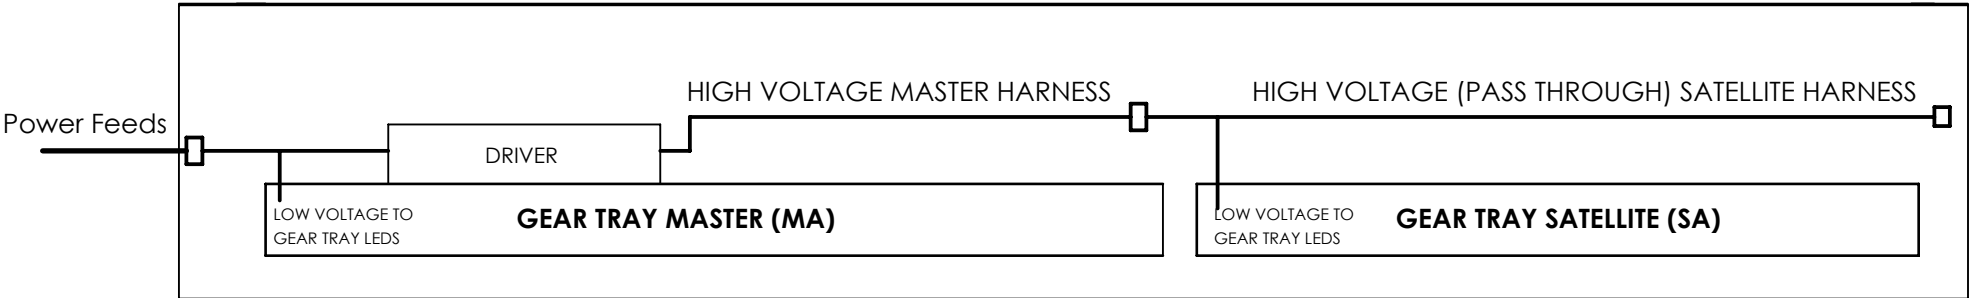 HIGH VOLTAGE MASTER HARNESS
HIGH VOLTAGE (PASS THROUGH) SATELLITE HARNESS
Power Feeds
DRIVER
LOW VOLTAGE TO
GEAR TRAY LEDS
GEAR TRAY MASTER (MA)
LOW VOLTAGE TO
GEAR TRAY LEDS
GEAR TRAY SATELLITE (SA)